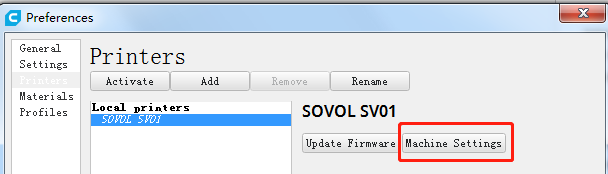 Preferences
General
Settings
Printers
Materials
Profiles
Printers
Activate Add Remove Rename
Local printers
SOVOL SV01
SOVOL SV01
Update Firmware Machine Settings